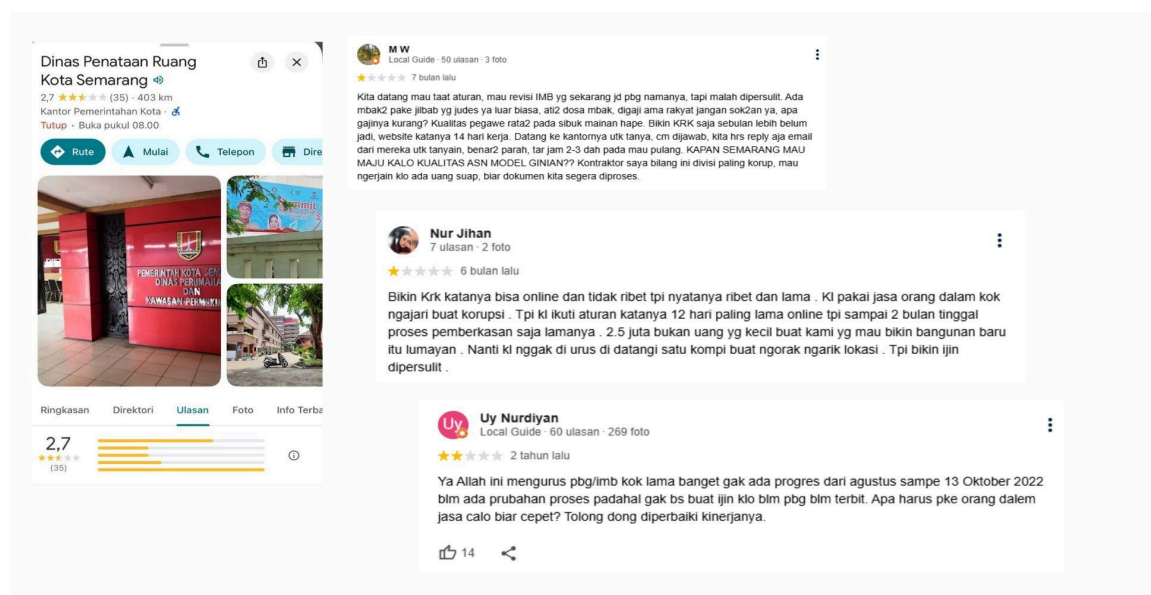 Dinas Penataan Ruang
Kota Semarang
2,7 (35) · 403 km
Kantor Pemerintahan Kota ·
Tutup · Buka pukul 08.00
Rute
Mulai
Telepon
Dire
PEMERINTAH KOTA SEM
DINAS PERUMAHA
DAN
KAWASAN PERMUKI
Ringkasan Direktori Ulasan Foto Info Terba
2,7
(35)
M W
Local Guide · 50 ulasan · 3 foto
7 bulan lalu
Kita datang mau taat aturan, mau revisi IMB yg sekarang jd pbg namanya, tapi malah dipersulit. Ada
mbak2 pake jilbab yg judes ya luar biasa, ati2 dosa mbak, digaji ama rakyat jangan sok2an ya, apa
gajinya kurang? Kualitas pegawe rata2 pada sibuk mainan hape. Bikin KRK saja sebulan lebih belum
jadi, website katanya 14 hari kerja. Datang ke kantornya utk tanya, cm dijawab, kita hrs reply aja email
dari mereka utk tanyain, benar2 parah, tar jam 2-3 dah pada mau pulang. KAPAN SEMARANG MAU
MAJU KALO KUALITAS ASN MODEL GINIAN?? Kontraktor saya bilang ini divisi paling korup, mau
ngerjain klo ada uang suap, biar dokumen kita segera diproses.
Nur Jihan
7 ulasan · 2 foto
6 bulan lalu
Bikin Krk katanya bisa online dan tidak ribet tpi nyatanya ribet dan lama . Kl pakai jasa orang dalam kok
ngajari buat korupsi . Tpi kl ikuti aturan katanya 12 hari paling lama online tpi sampai 2 bulan tinggal
proses pemberkasan saja lamanya . 2.5 juta bukan uang yg kecil buat kami yg mau bikin bangunan baru
itu lumayan . Nanti kl nggak di urus di datangi satu kompi buat ngorak ngarik lokasi . Tpi bikin ijin
dipersulit .
Uy
Uy Nurdiyan
Local Guide · 60 ulasan · 269 foto
2 tahun lalu
Ya Allah ini mengurus pbg/imb kok lama banget gak ada progres dari agustus sampe 13 Oktober 2022
blm ada prubahan proses padahal gak bs buat ijin klo blm pbg blm terbit. Apa harus pke orang dalem
jasa calo biar cepet? Tolong dong diperbaiki kinerjanya.
14